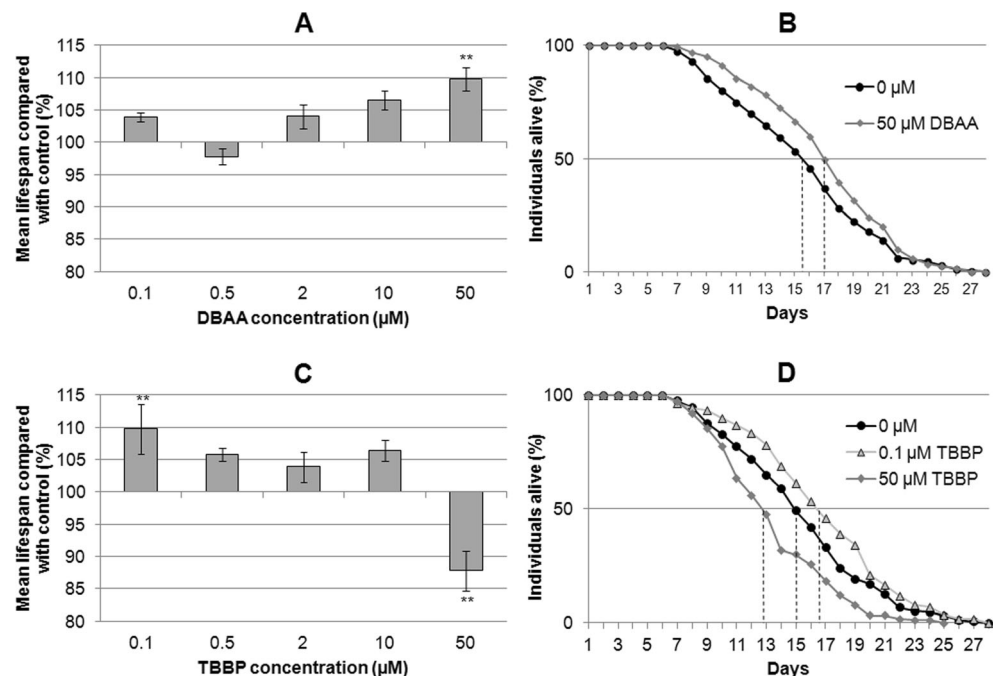 A
Mean lifespan compared
with control (%)
115
110
105
100
95
90
85
80
**
0.1 0.5 2 10 50
DBAA concentration (µM)
B
Individuals alive (%)
100
50
0
0 µM
50 µM DBAA
1 3 5 7 9 11 13 15 17 19 21 23 25 27
Days
C
Mean lifespan compared
with control (%)
115
110
105
100
95
90
85
80
**
**
0.1 0.5 2 10 50
TBBP concentration (µM)
D
Individuals alive (%)
100
50
0
0 µM
0.1 µM TBBP
50 µM TBBP
1 3 5 7 9 11 13 15 17 19 21 23 25 27
Days